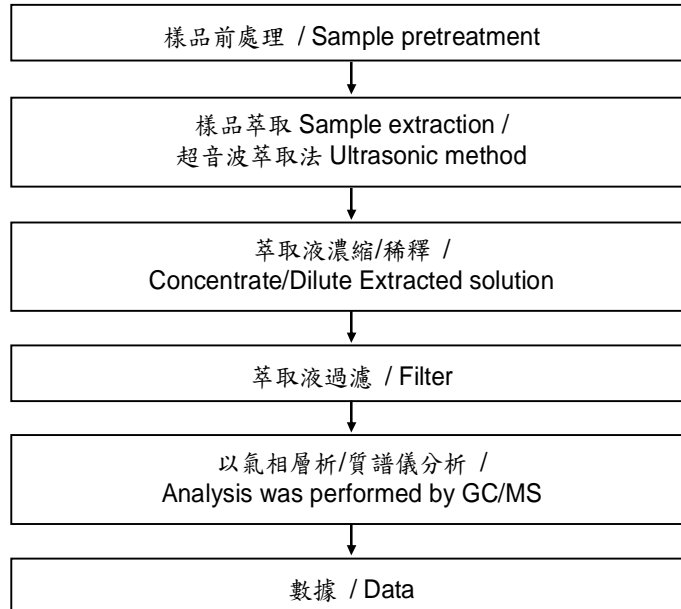 樣品前處理 / Sample pretreatment
樣品萃取 Sample extraction /
超音波萃取法 Ultrasonic method
萃取液濃縮/稀釋 /
Concentrate/Dilute Extracted solution
萃取液過濾 / Filter
以氣相層析/質譜儀分析 /
Analysis was performed by GC/MS
數據 / Data